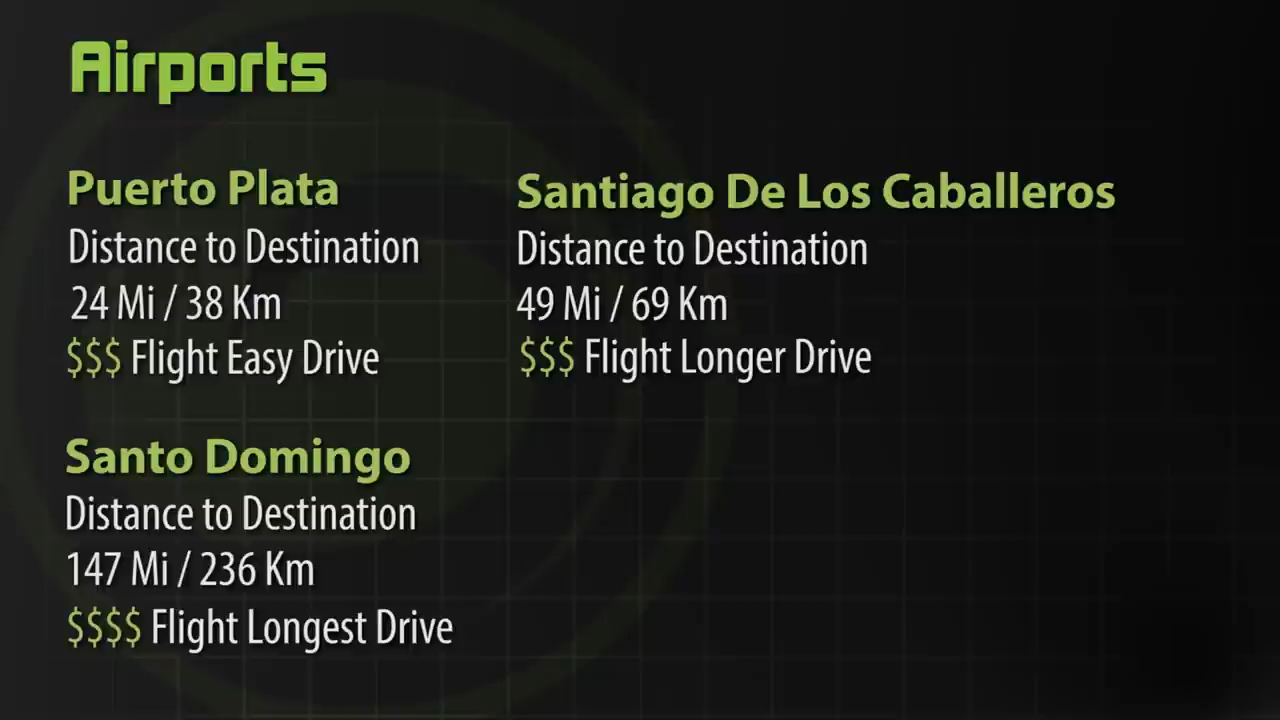 Airports
Puerto Plata
Distance to Destination
24 Mi / 38 Km
$$$ Flight Easy Drive
Santiago De Los Caballeros
Distance to Destination
49 Mi / 69 Km
$$$ Flight Longer Drive
Santo Domingo
Distance to Destination
147 Mi / 236 Km
$$$$ Flight Longest Drive